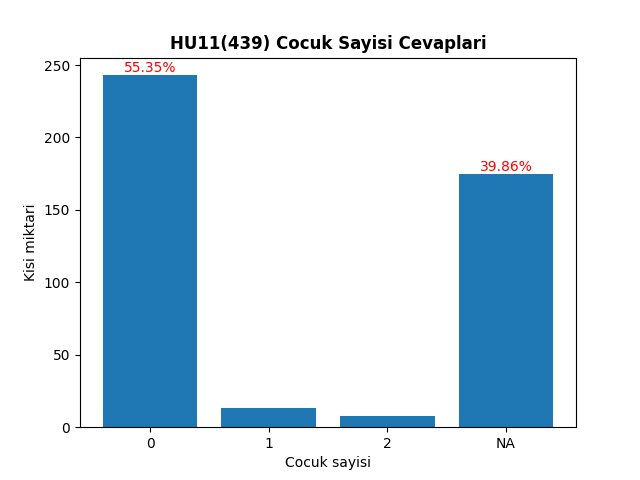 HU11(439) Cocuk Sayisi Cevaplari
55.35%
39.86%
250
200
150
100
50
0
Kisi miktari
0 1 2 NA
Cocuk sayisi